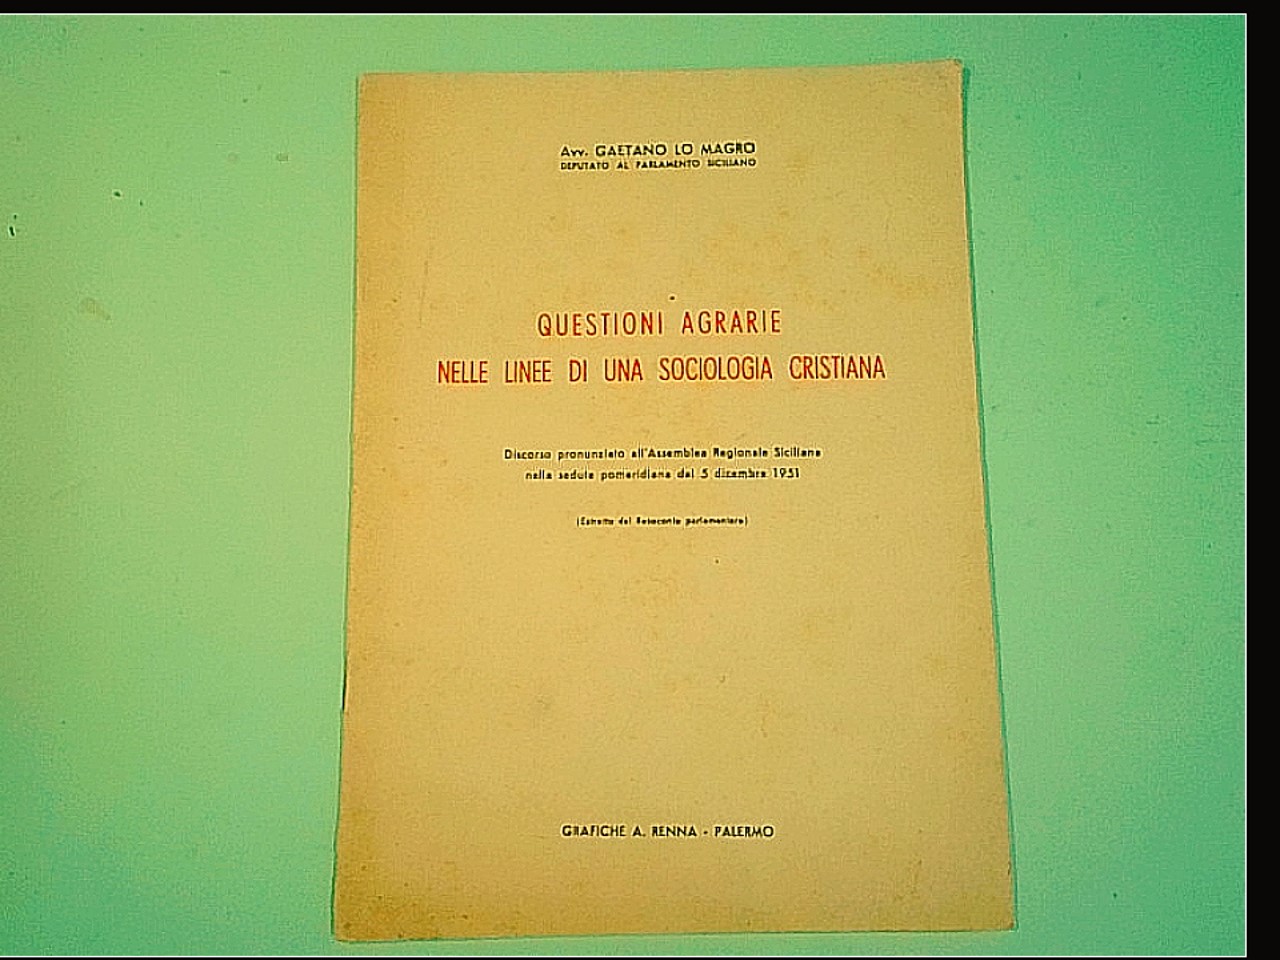 Avv. GAETANO LO MAGRO
DEPUTATO AL PARLAMENTO SICILIANO
QUESTIONI AGRARIE
NELLE LINEE DI UNA SOCIOLOGIA CRISTIANA
Discorso pronunziato all'Assemblea Regionale Siciliana
nella seduta pomeridiana del 5 dicembre 1951
(Estratto dal Resoconto parlamentare)
GRAFICHE A. RENNA - PALERMO